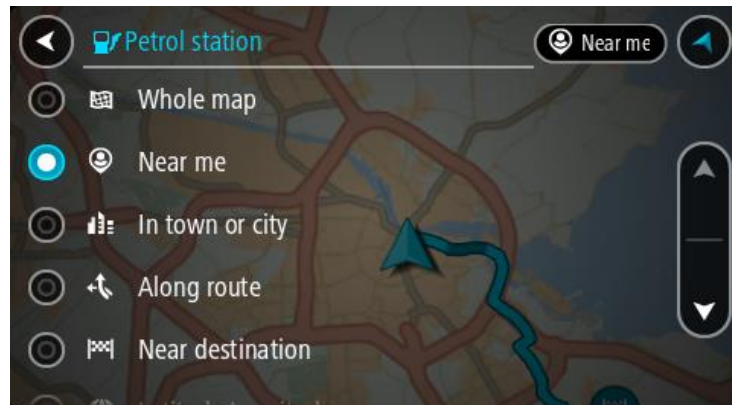 Petrol station
Near me
Whole map
Near me
In town or city
Along route
Near destination